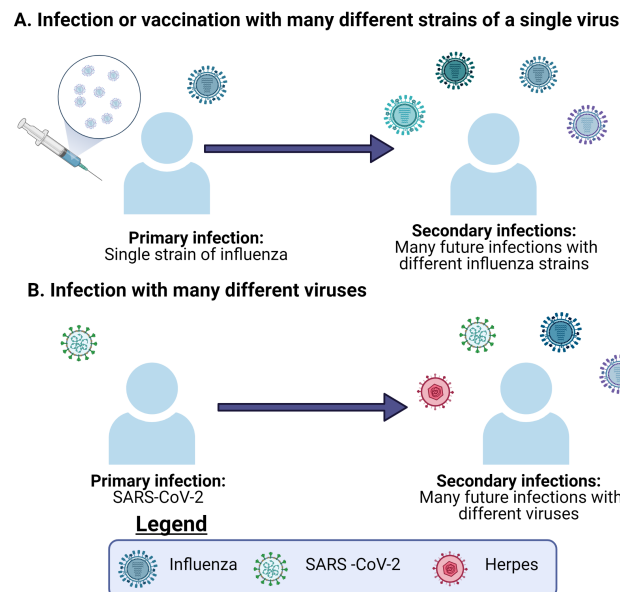 A. Infection or vaccination with many different strains of a single virus
Primary infection:
Single strain of influenza
Secondary infections:
Many future infections with
different influenza strains
B. Infection with many different viruses
Primary infection:
SARS-CoV-2
Secondary infections:
Many future infections with
different viruses
Legend
Influenza
SARS -CoV-2
Herpes